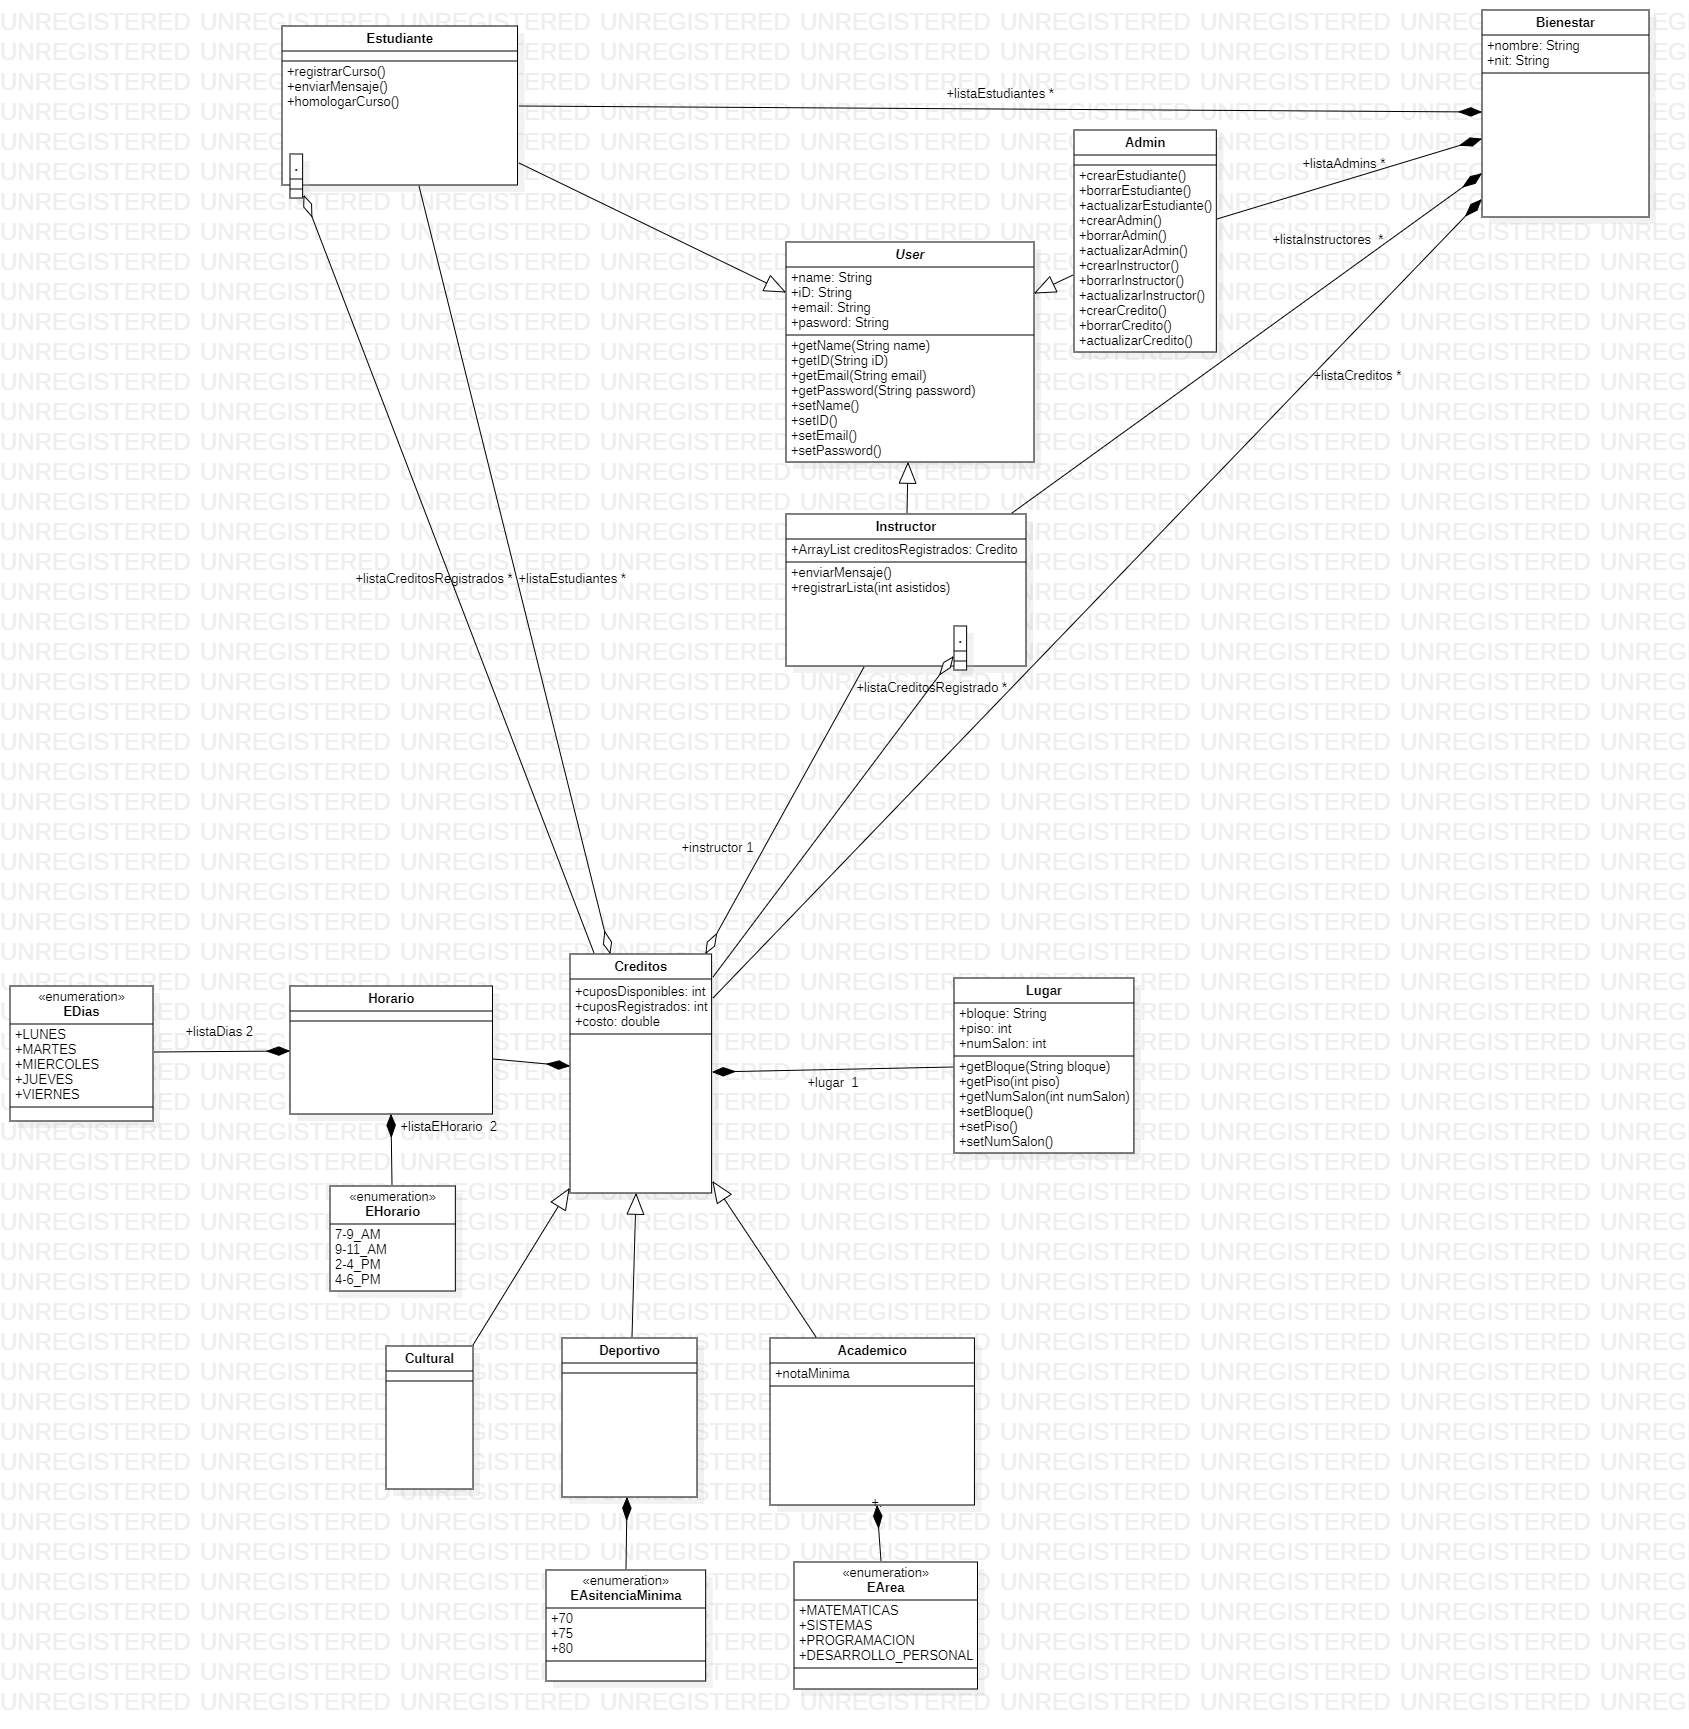 Estudiante
+registrarCurso()
+enviarMensaje()
+homologarCurso()
Bienestar
+nombre: String
+nit: String
+listaEstudiantes *
Admin
+crearEstudiante()
+borrarEstudiante()
+actualizarEstudiante()
+crearAdmin()
+borrarAdmin()
+actualizarAdmin()
+crearInstructor()
+borrarInstructor()
+actualizarInstructor()
+crearCredito()
+borrarCredito()
+actualizarCredito()
+listaAdmins *
+listaInstructores *
+listaCreditos *
User
+name: String
+iD: String
+email: String
+pasword: String
+getName(String name)
+getID(String iD)
+getEmail(String email)
+getPassword(String password)
+setName()
+setID()
+setEmail()
+setPassword()
Instructor
+ArrayList creditosRegistrados: Credito
+enviarMensaje()
+registrarLista(int asistidos)
+listaCreditosRegistrados *
+listaEstudiantes *
+listaCreditosRegistrado *
+instructor 1
Creditos
+cuposDisponibles: int
+cuposRegistrados: int
+costo: double
«enumeration»
EDias
+LUNES
+MARTES
+MIERCOLES
+JUEVES
+VIERNES
+listaDias 2
Horario
+listaEHorario 2
Lugar
+bloque: String
+piso: int
+numSalon: int
+getBloque(String bloque)
+getPiso(int piso)
+getNumSalon(int numSalon)
+setBloque()
+setPiso()
+setNumSalon()
+lugar 1
«enumeration»
EHorario
7-9_AM
9-11_AM
2-4_PM
4-6_PM
Cultural
Deportivo
Academico
+notaMinima
+
«enumeration»
EAsitenciaMinima
+70
+75
+80
«enumeration»
EArea
+MATEMATICAS
+SISTEMAS
+PROGRAMACION
+DESARROLLO_PERSONAL
UNREGISTERED